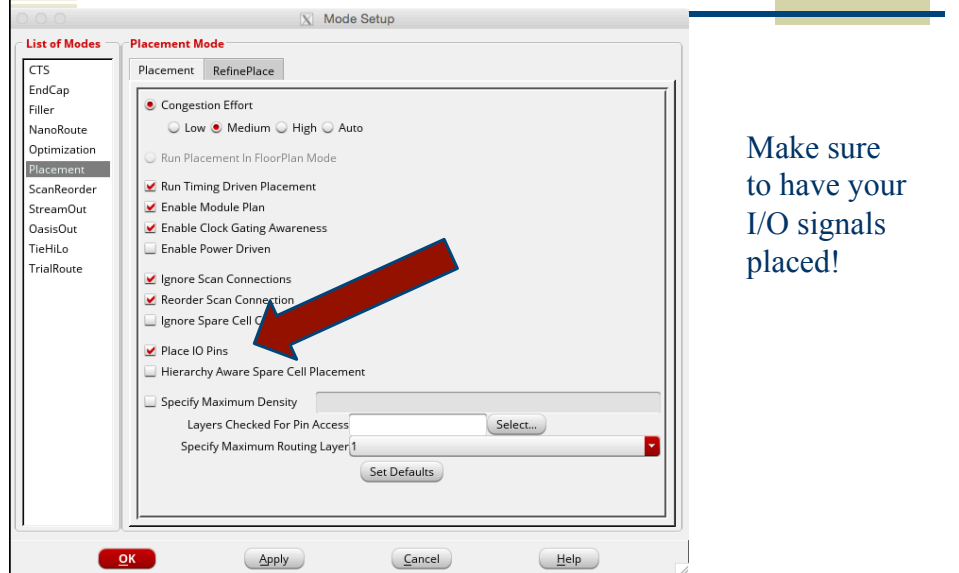 Mode Setup
List of Modes
CTS
EndCap
Filler
NanoRoute
Optimization
Placement
ScanReorder
StreamOut
OasisOut
TieHiLo
TrialRoute
Placement Mode
Placement RefinePlace
Congestion Effort
Low Medium High Auto
Run Placement In FloorPlan Mode
Run Timing Driven Placement
Enable Module Plan
Enable Clock Gating Awareness
Enable Power Driven
Ignore Scan Connections
Reorder Scan Connection
Ignore Spare Cell
Place IO Pins
Hierarchy Aware Spare Cell Placement
Specify Maximum Density
Layers Checked For Pin Access Select...
Specify Maximum Routing Layer 1
Set Defaults
OK Apply Cancel Help
Make sure
to have your
I/O signals
placed!